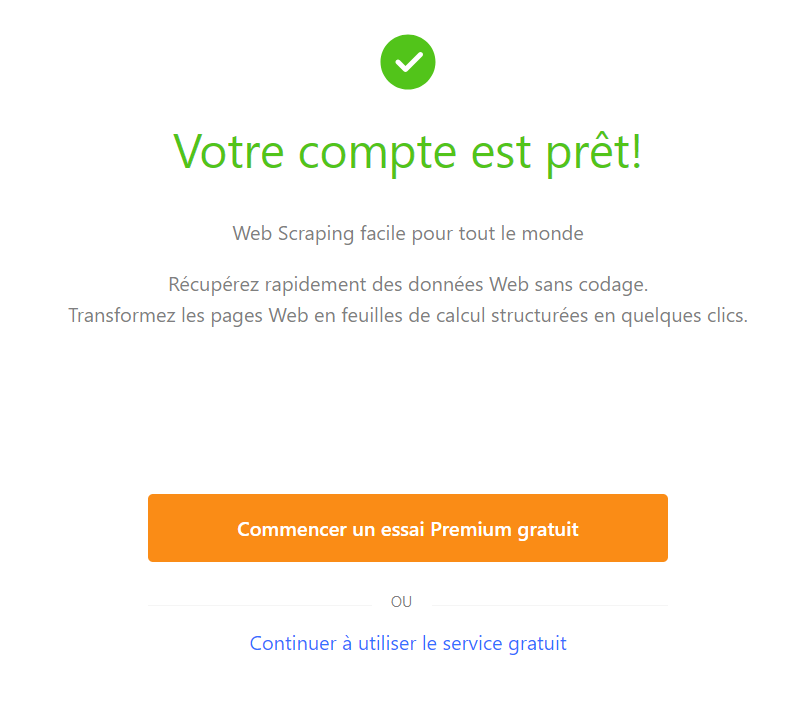 Votre compte est prêt!
Web Scraping facile pour tout le monde
Récupérez rapidement des données Web sans codage.
Transformez les pages Web en feuilles de calcul structurées en quelques clics.
Commencer un essai Premium gratuit
OU
Continuer à utiliser le service gratuit